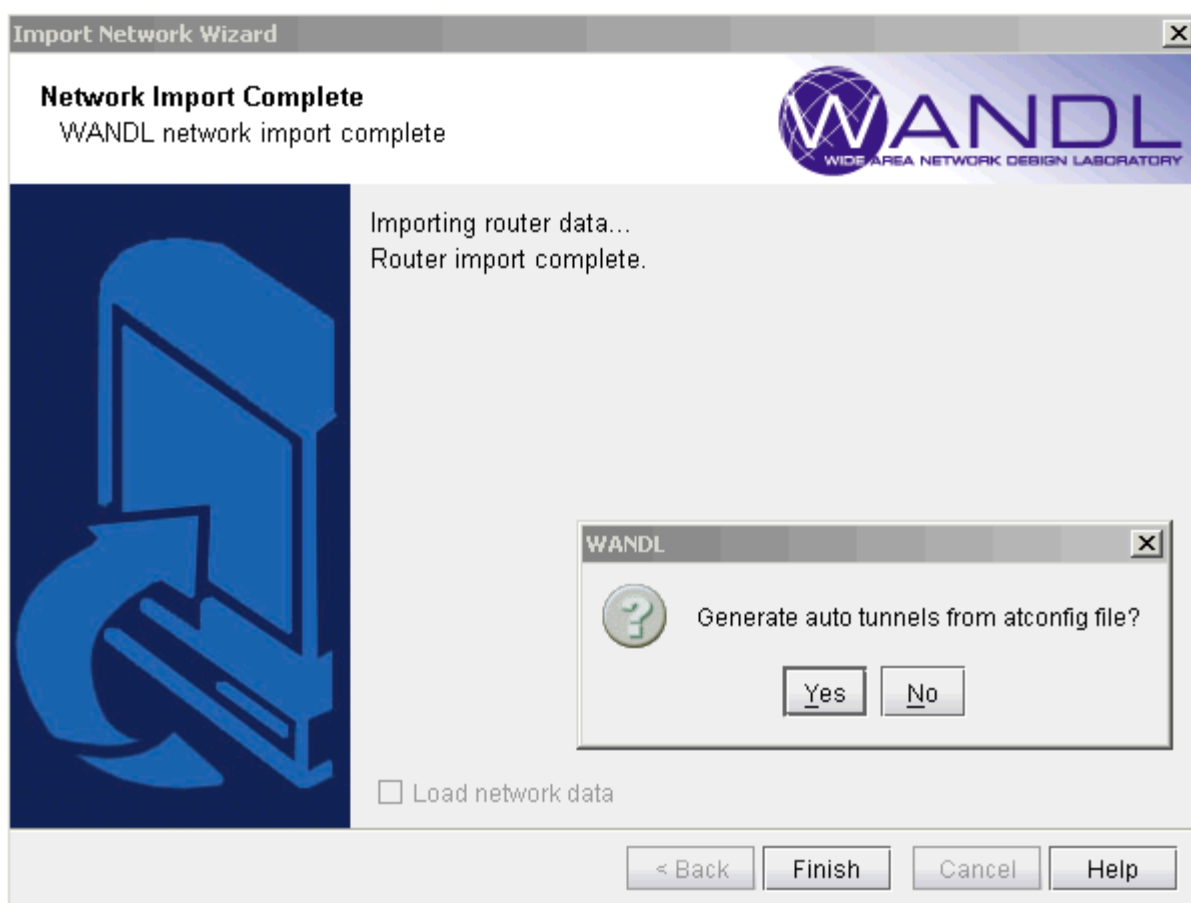 Import Network Wizard
Network Import Complete
WANDL network import complete
WANDL
WIDE AREA NETWORK DESIGN LABORATORY
Importing router data...
Router import complete.
WANDL
Generate auto tunnels from atconfig file?
Yes No
Load network data
< Back Finish Cancel Help